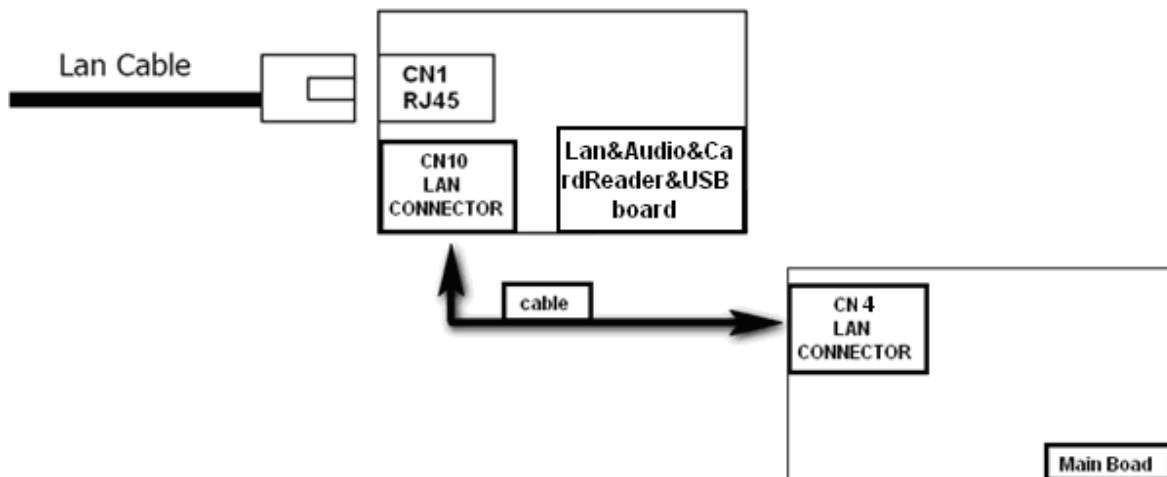 Lan Cable
CN1
RJ45
CN10
LAN
CONNECTOR
Lan&Audio&Ca
rdReader&USB
board
cable
CN 4
LAN
CONNECTOR
Main Boad